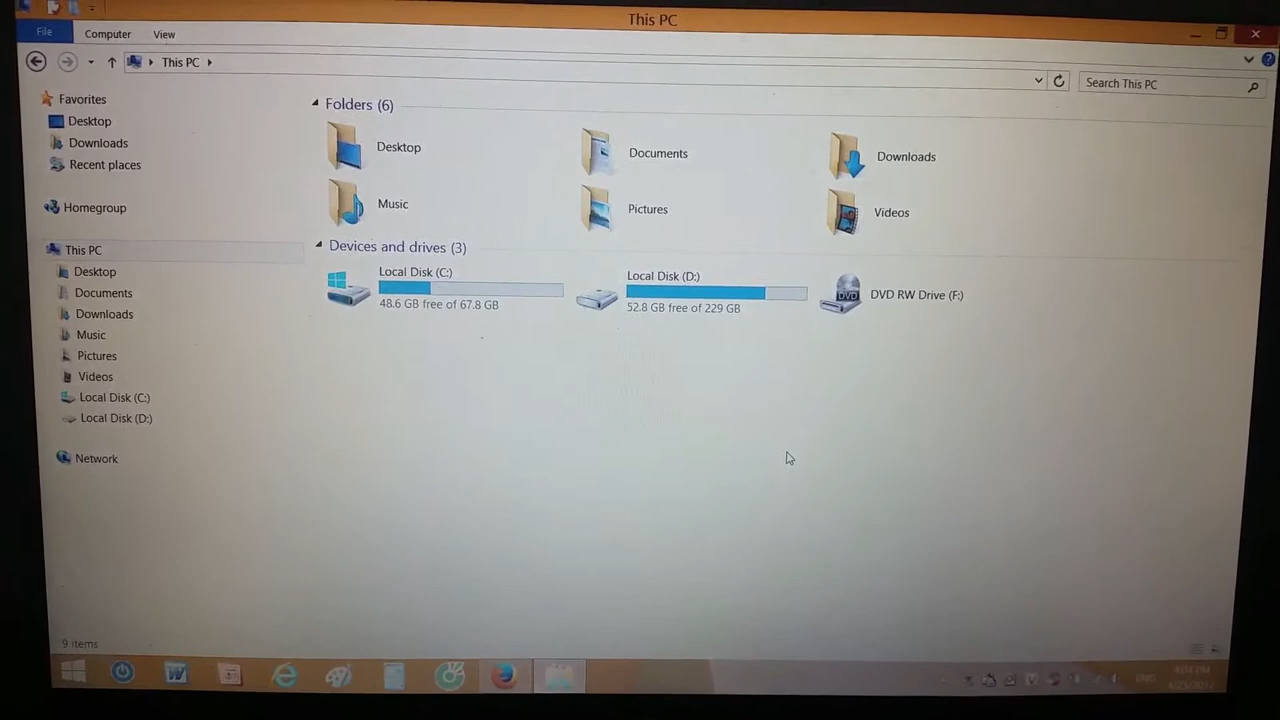 This PC
File Computer View
This PC
Search This PC
Favorites
Desktop
Downloads
Recent places
Homegroup
This PC
Desktop
Documents
Downloads
Music
Pictures
Videos
Local Disk (C:)
Local Disk (D:)
Network
Folders (6)
Desktop
Documents
Downloads
Music
Pictures
Videos
Devices and drives (3)
Local Disk (C:)
48.6 GB free of 67.8 GB
Local Disk (D:)
52.8 GB free of 229 GB
DVD
DVD RW Drive (F:)
9 items
ENG